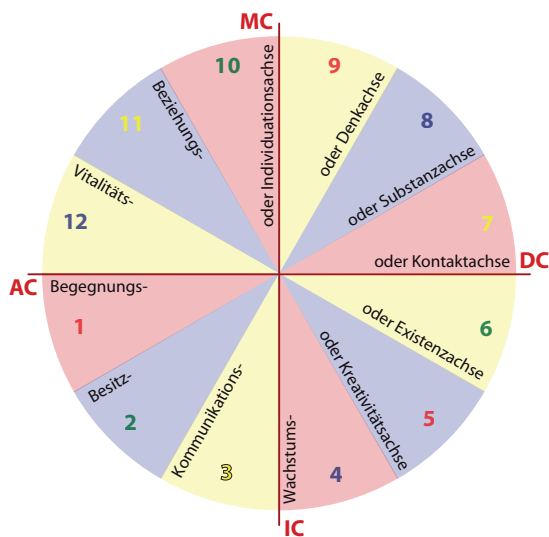 MC
10
9
Beziehungs-
oder Individuationsachse
oder Denkachse
11
8
Vitalitäts-
oder Substanzachse
12
7
oder Kontaktachse
DC
AC
Begegnungs-
1
oder Existenzachse
6
Besitz-
oder Kreativitätsachse
2
5
Kommunikations-
3
Wachstums-
4
IC